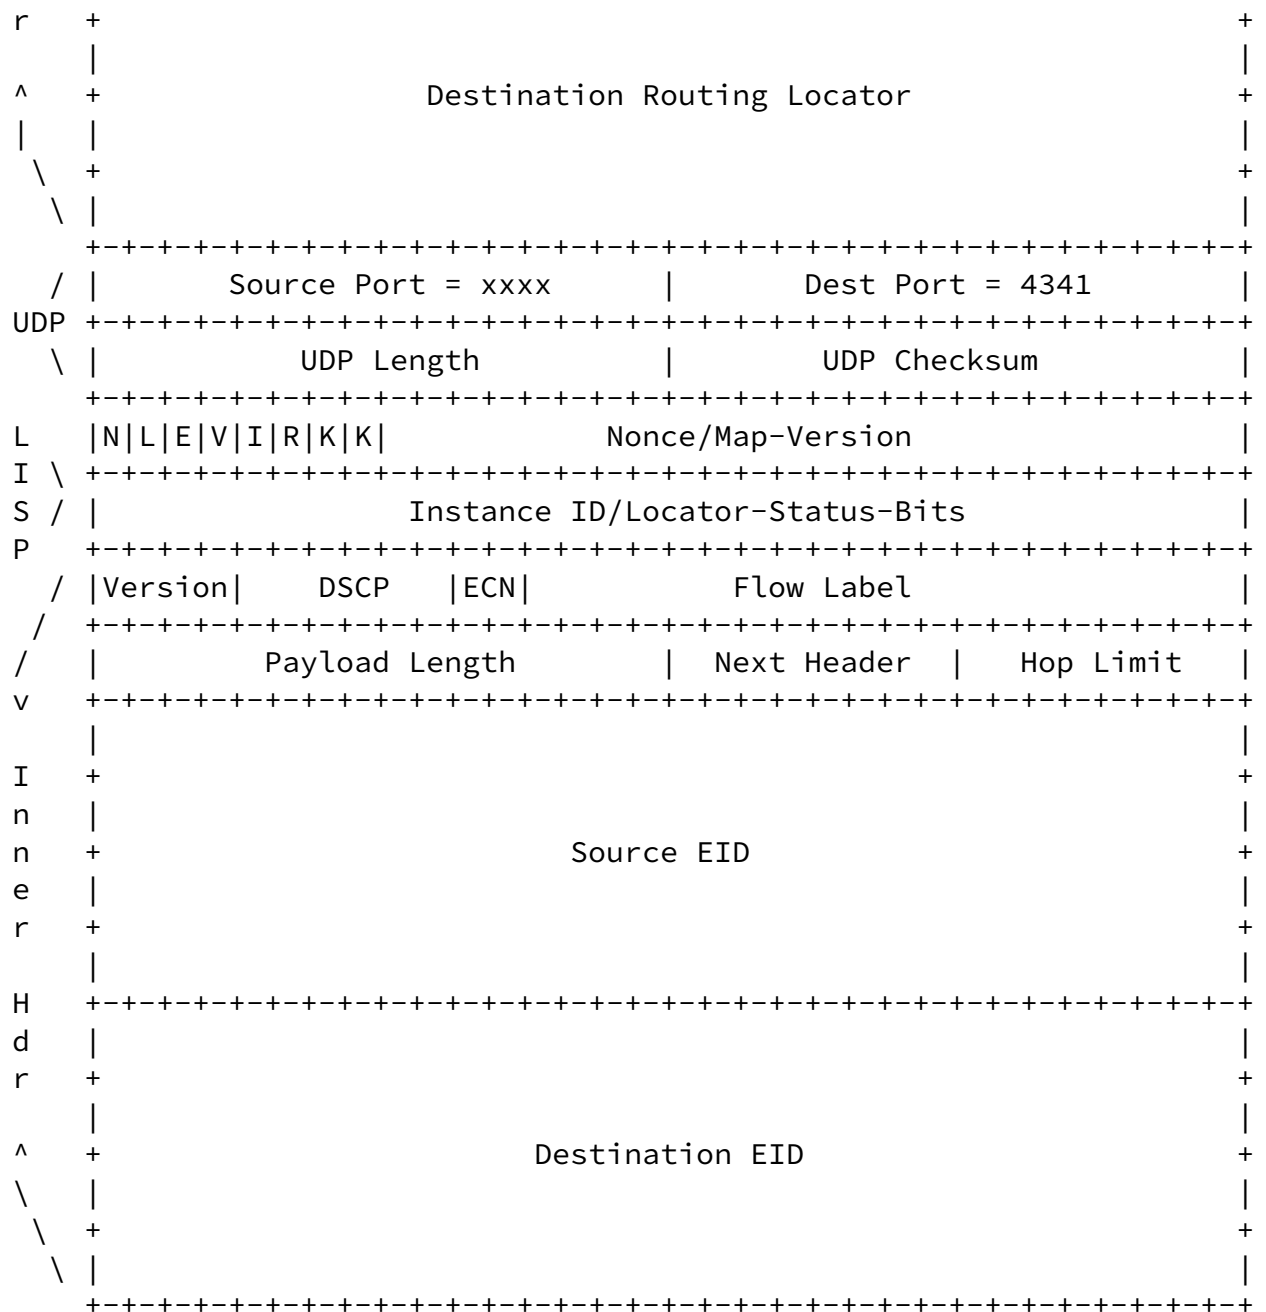 r   +                                                               +
    |                                                               |
^   +                  Destination Routing Locator                  +
|   |                                                               |
 \  +                                                               +
  \ |                                                               |
    +-+-+-+-+-+-+-+-+-+-+-+-+-+-+-+-+-+-+-+-+-+-+-+-+-+-+-+-+-+-+-+-+
  / |       Source Port = xxxx      |       Dest Port = 4341        |
UDP +-+-+-+-+-+-+-+-+-+-+-+-+-+-+-+-+-+-+-+-+-+-+-+-+-+-+-+-+-+-+-+-+
  \ |           UDP Length          |        UDP Checksum           |
    +-+-+-+-+-+-+-+-+-+-+-+-+-+-+-+-+-+-+-+-+-+-+-+-+-+-+-+-+-+-+-+-+
L   |N|L|E|V|I|R|K|K|            Nonce/Map-Version                  |
I \ +-+-+-+-+-+-+-+-+-+-+-+-+-+-+-+-+-+-+-+-+-+-+-+-+-+-+-+-+-+-+-+-+
S / |                 Instance ID/Locator-Status-Bits               |
P   +-+-+-+-+-+-+-+-+-+-+-+-+-+-+-+-+-+-+-+-+-+-+-+-+-+-+-+-+-+-+-+-+
  / |Version|    DSCP   |ECN|           Flow Label                  |
 /  +-+-+-+-+-+-+-+-+-+-+-+-+-+-+-+-+-+-+-+-+-+-+-+-+-+-+-+-+-+-+-+-+
/   |         Payload Length        |  Next Header  |   Hop Limit   |
v   +-+-+-+-+-+-+-+-+-+-+-+-+-+-+-+-+-+-+-+-+-+-+-+-+-+-+-+-+-+-+-+-+
    |                                                               |
I   +                                                               +
n   |                                                               |
n   +                          Source EID                           +
e   |                                                               |
r   +                                                               +
    |                                                               |
H   +-+-+-+-+-+-+-+-+-+-+-+-+-+-+-+-+-+-+-+-+-+-+-+-+-+-+-+-+-+-+-+-+
d   |                                                               |
r   +                                                               +
    |                                                               |
^   +                        Destination EID                        +
\   |                                                               |
 \  +                                                               +
  \ |                                                               |
    +-+-+-+-+-+-+-+-+-+-+-+-+-+-+-+-+-+-+-+-+-+-+-+-+-+-+-+-+-+-+-+-+